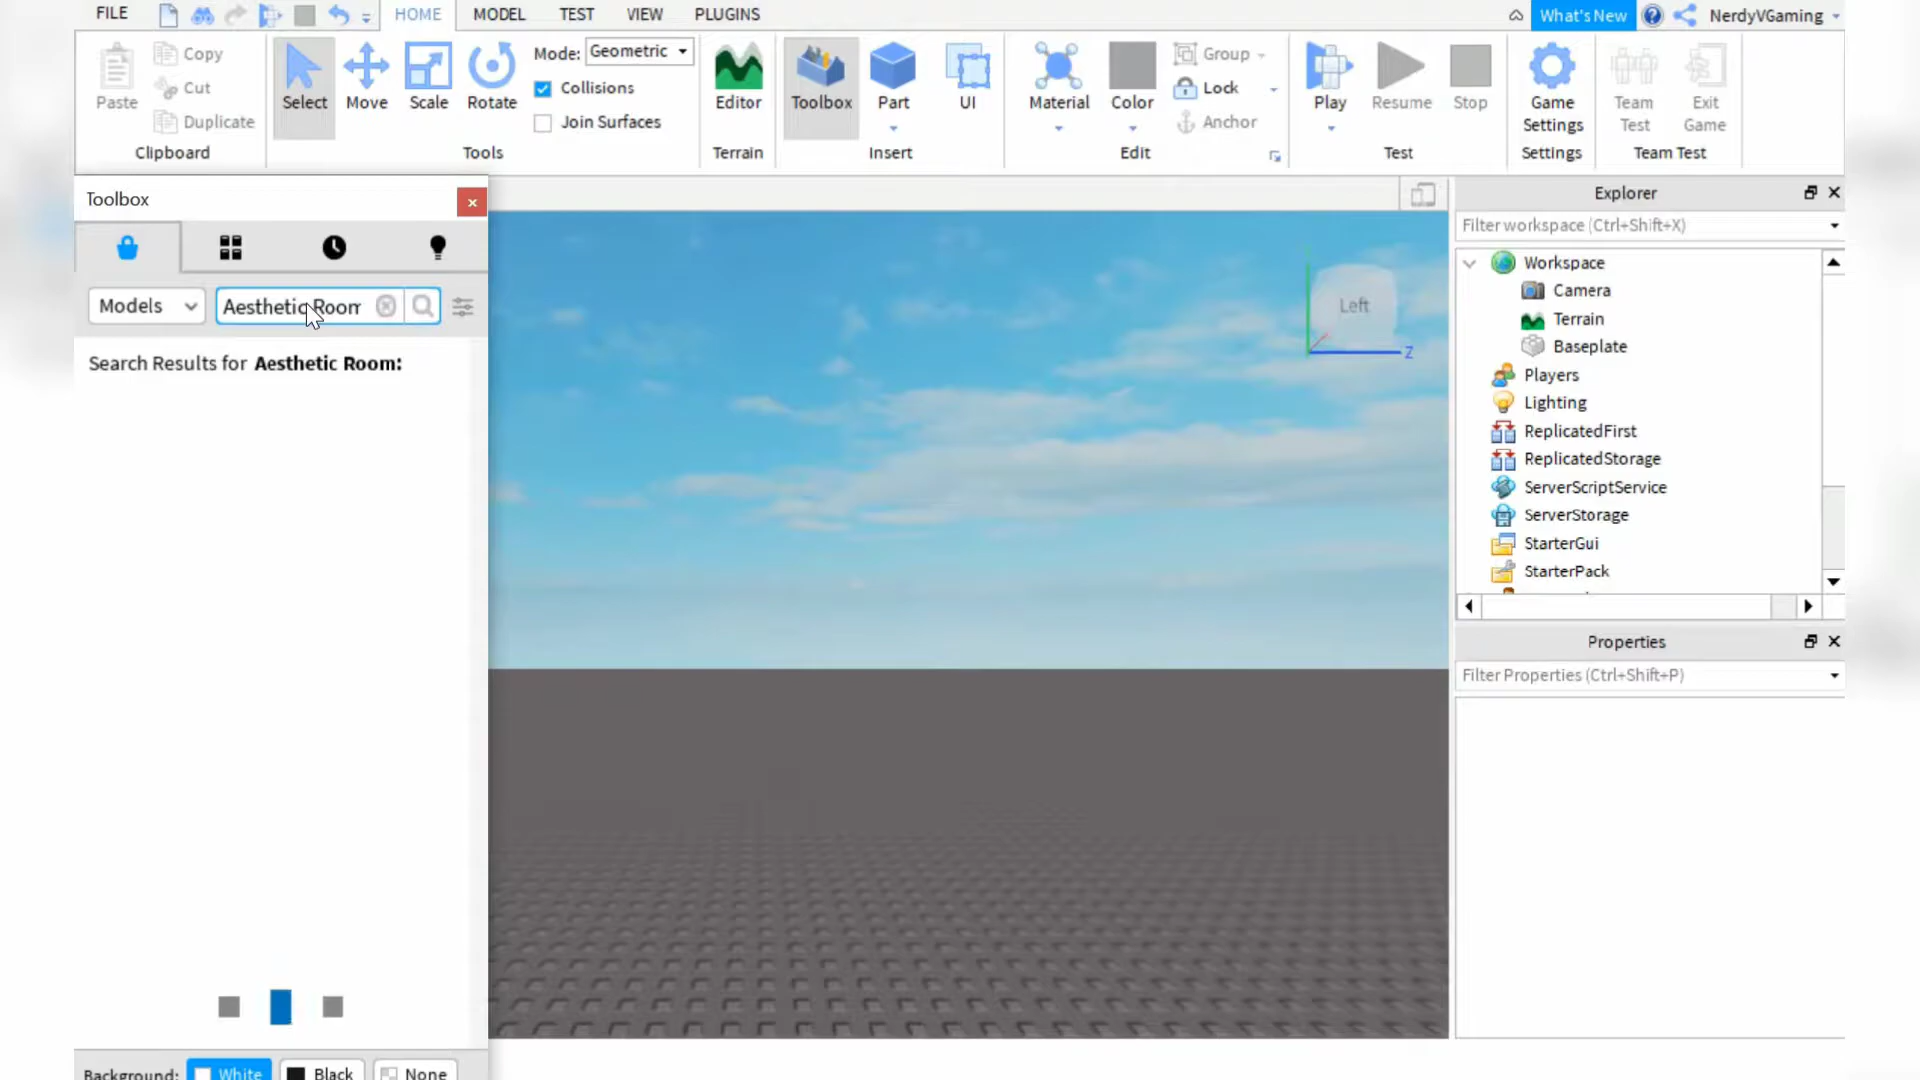 FILE HOME MODEL TEST VIEW PLUGINS What's New NerdyVGaming
Paste
Copy
Cut
Duplicate
Clipboard
Select
Move
Scale
Rotate
Mode: Geometric
Collisions
Join Surfaces
Tools
Editor
Terrain
Toolbox
Part
UI
Insert
Material
Color
Group
Lock
Anchor
Edit
Play
Resume
Stop
Test
Game
Settings
Settings
Team
Test
Exit
Game
Team Test
Toolbox
Models
Aesthetic Room
Search Results for Aesthetic Room:
Background: White Black None
Left
Z
Explorer
Filter workspace (Ctrl+Shift+X)
Workspace
Camera
Terrain
Baseplate
Players
Lighting
ReplicatedFirst
ReplicatedStorage
ServerScriptService
ServerStorage
StarterGui
StarterPack
Properties
Filter Properties (Ctrl+Shift+P)